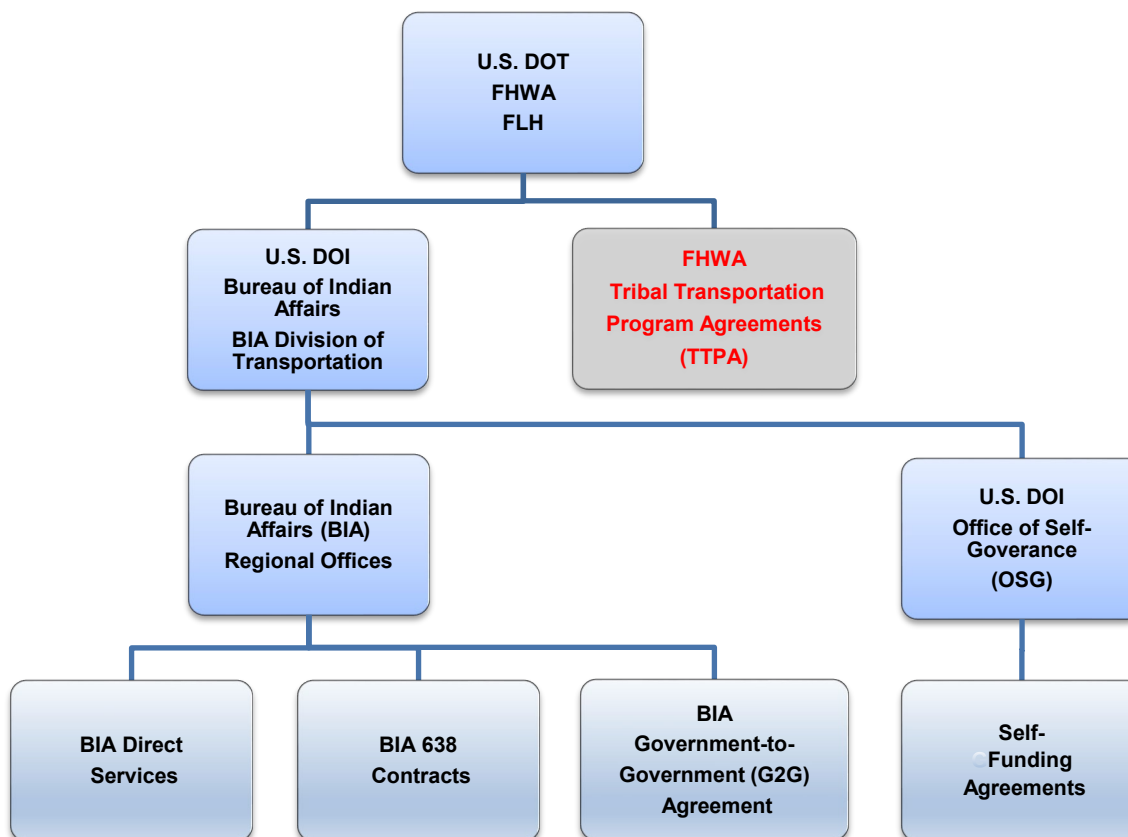 U.S. DOT
FHWA
FLH
U.S. DOI
Bureau of Indian
Affairs
BIA Division of
Transportation
FHWA
Tribal Transportation
Program Agreements
(TTPA)
Bureau of Indian
Affairs (BIA)
Regional Offices
U.S. DOI
Office of Self-
Goverance
(OSG)
BIA Direct
Services
BIA 638
Contracts
BIA
Government-to-
Government (G2G)
Agreement
Self-
Funding
Agreements